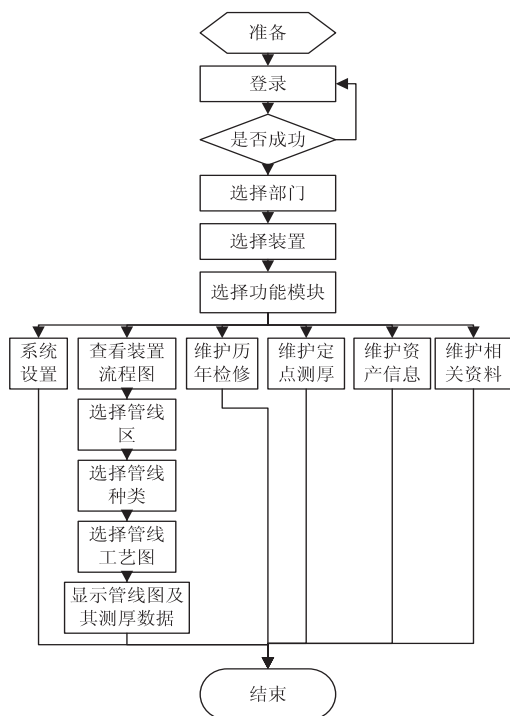 准备
登录
是否成功
选择部门
选择装置
选择功能模块
系统
设置
查看装置
流程图
维护历
年检修
维护定
点测厚
维护资
产信息
维护相
关资料
选择管线
区
选择管线
种类
选择管线
工艺图
显示管线图及
其测厚数据
结束